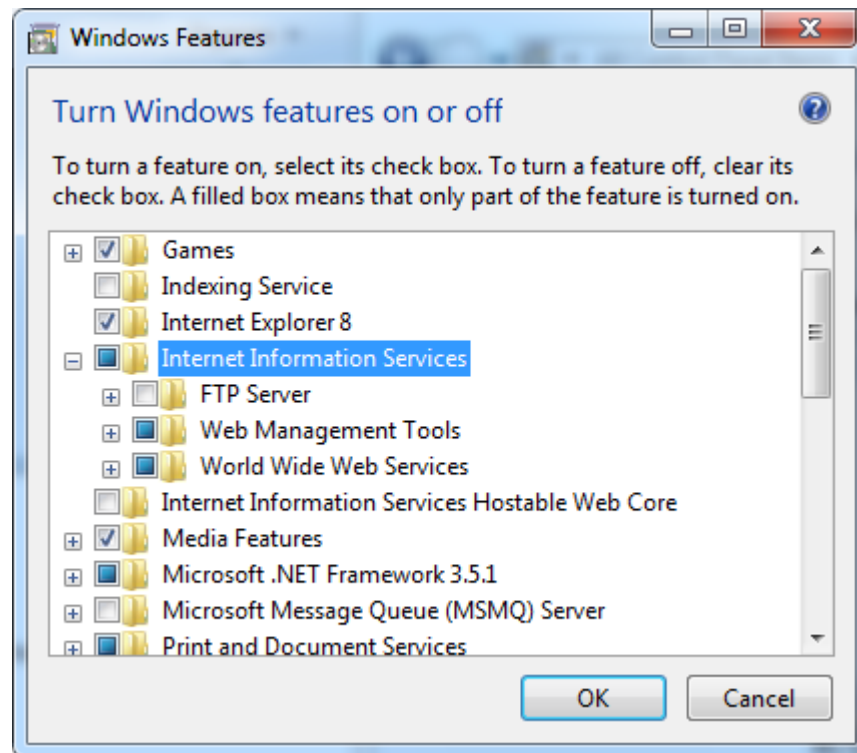 Windows Features
Turn Windows features on or off
To turn a feature on, select its check box. To turn a feature off, clear its
check box. A filled box means that only part of the feature is turned on.
Games
Indexing Service
Internet Explorer 8
Internet Information Services
FTP Server
Web Management Tools
World Wide Web Services
Internet Information Services Hostable Web Core
Media Features
Microsoft .NET Framework 3.5.1
Microsoft Message Queue (MSMQ) Server
Print and Document Services
OK Cancel